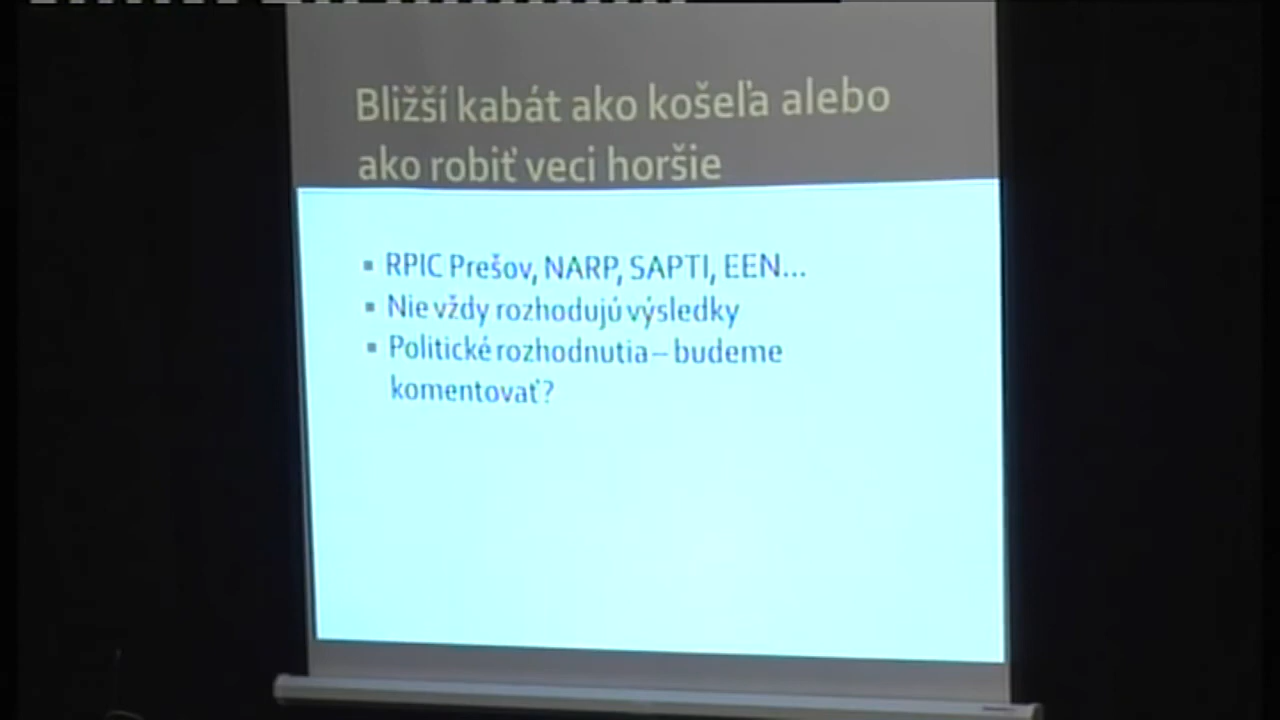 Bližší kabát ako košeľa alebo
ako robiť veci horšie
▪ RPIC Prešov, NARP, SAPTI, EEN...
▪ Nie vždy rozhodujú výsledky
▪ Politické rozhodnutia – budeme
komentovať?